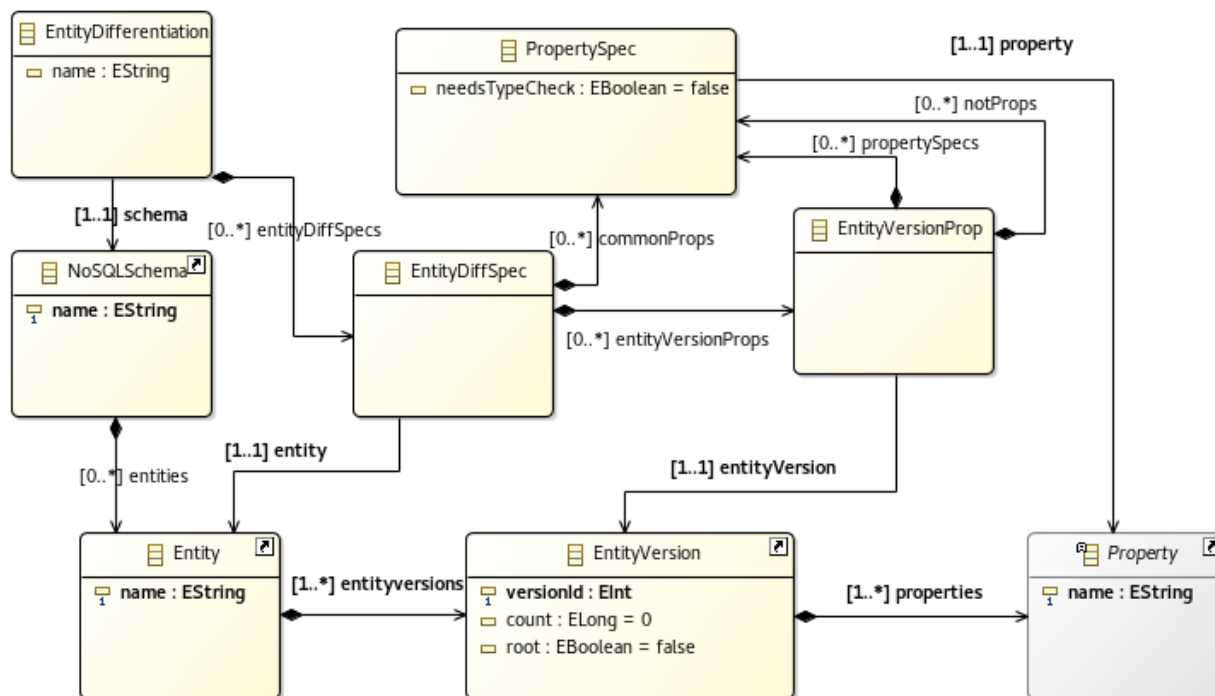 EntityDifferentiation
name : EString
PropertySpec
needsTypeCheck : EBoolean = false
[1..1] property
[0..*] notProps
[0..*] propertySpecs
[1..1] schema
[0..*] entityDiffSpecs
[0..*] commonProps
EntityVersionProp
NoSQLSchema
name : EString
EntityDiffSpec
[0..*] entityVersionProps
[1..1] entity
[0..*] entities
[1..1] entityVersion
Entity
name : EString
[1..*] entityversions
EntityVersion
versionId : EInt
count : ELong = 0
root : EBoolean = false
[1..*] properties
Property
name : EString